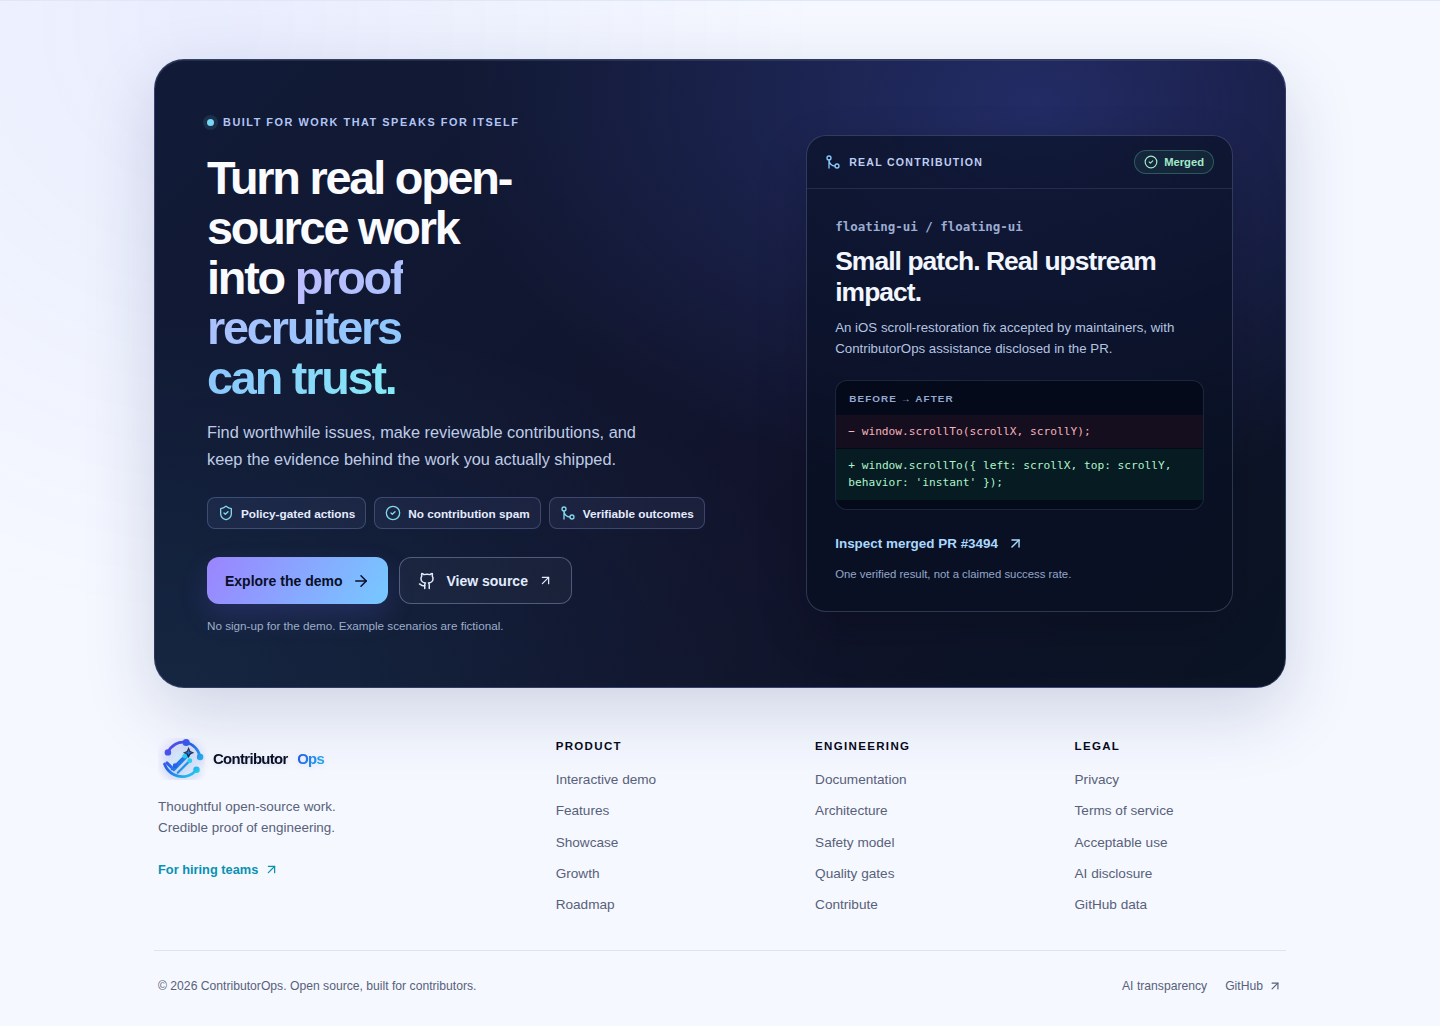 BUILT FOR WORK THAT SPEAKS FOR ITSELF
Turn real open-
source work
into proof
recruiters
can trust.
Find worthwhile issues, make reviewable contributions, and
keep the evidence behind the work you actually shipped.
Policy-gated actions
No contribution spam
Verifiable outcomes
Explore the demo →
View source
No sign-up for the demo. Example scenarios are fictional.
REAL CONTRIBUTION
Merged
floating-ui / floating-ui
Small patch. Real upstream
impact.
An iOS scroll-restoration fix accepted by maintainers, with
ContributorOps assistance disclosed in the PR.
BEFORE → AFTER
− window.scrollTo(scrollX, scrollY);
+ window.scrollTo({ left: scrollX, top: scrollY,
behavior: 'instant' });
Inspect merged PR #3494
One verified result, not a claimed success rate.
Contributor Ops
Thoughtful open-source work.
Credible proof of engineering.
For hiring teams
PRODUCT
Interactive demo
Features
Showcase
Growth
Roadmap
ENGINEERING
Documentation
Architecture
Safety model
Quality gates
Contribute
LEGAL
Privacy
Terms of service
Acceptable use
AI disclosure
GitHub data
© 2026 ContributorOps. Open source, built for contributors.
AI transparency
GitHub